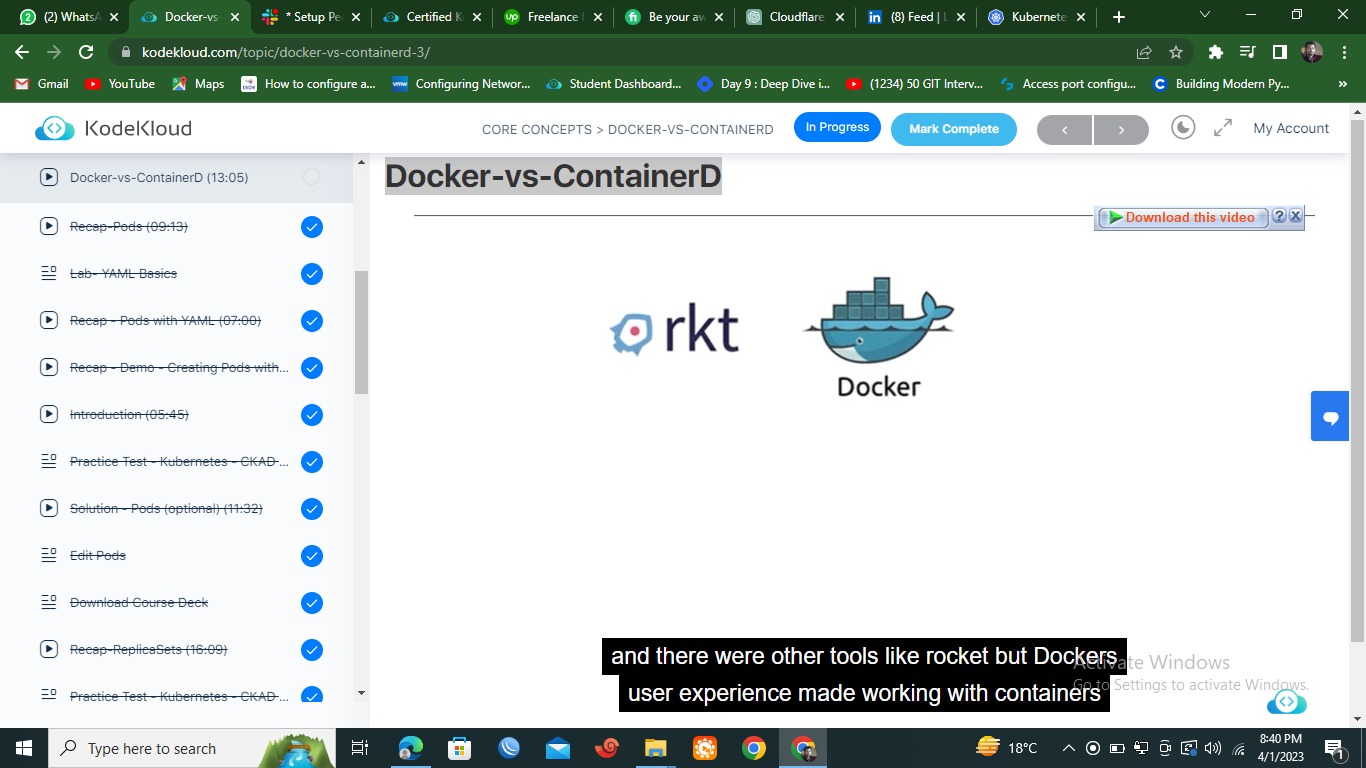 (2) WhatsA
Docker-vs-
* Setup Pe
Certified K
Freelance
Be your aw
Cloudflare
(8) Feed | L
Kubernete
kodekloud.com/topic/docker-vs-containerd-3/
Gmail
YouTube
Maps
How to configure a...
Configuring Networ...
Student Dashboard...
Day 9 : Deep Dive i...
(1234) 50 GIT Interv...
Access port configu...
Building Modern Py...
»
KodeKloud
CORE CONCEPTS > DOCKER-VS-CONTAINERD
In Progress
Mark Complete
My Account
Docker-vs-ContainerD (13:05)
Recap-Pods (09:13)
Lab- YAML Basics
Recap - Pods with YAML (07:00)
Recap - Demo - Creating Pods with...
Introduction (05:45)
Practice Test - Kubernetes - CKAD ...
Solution - Pods (optional) (11:32)
Edit Pods
Download Course Deck
Recap-ReplicaSets (16:09)
Practice Test - Kubernetes - CKAD ...
Docker-vs-ContainerD
Download this video
?
X
rkt
Docker
and there were other tools like rocket but Dockers
user experience made working with containers
Activate Windows
Go to Settings to activate Windows.
Type here to search
18°C
8:40 PM
4/1/2023
1